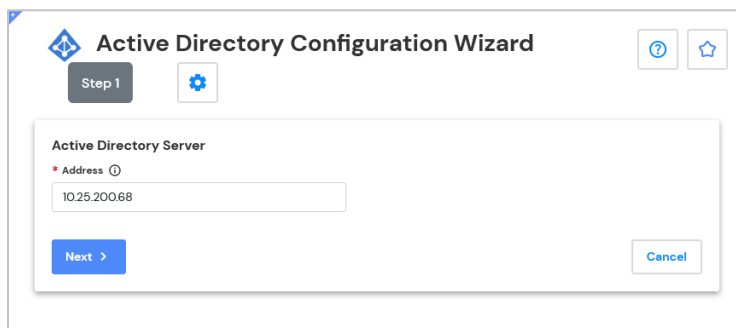 Active Directory Configuration Wizard
Step 1
Active Directory Server
* Address
10.25.200.68
Next
Cancel